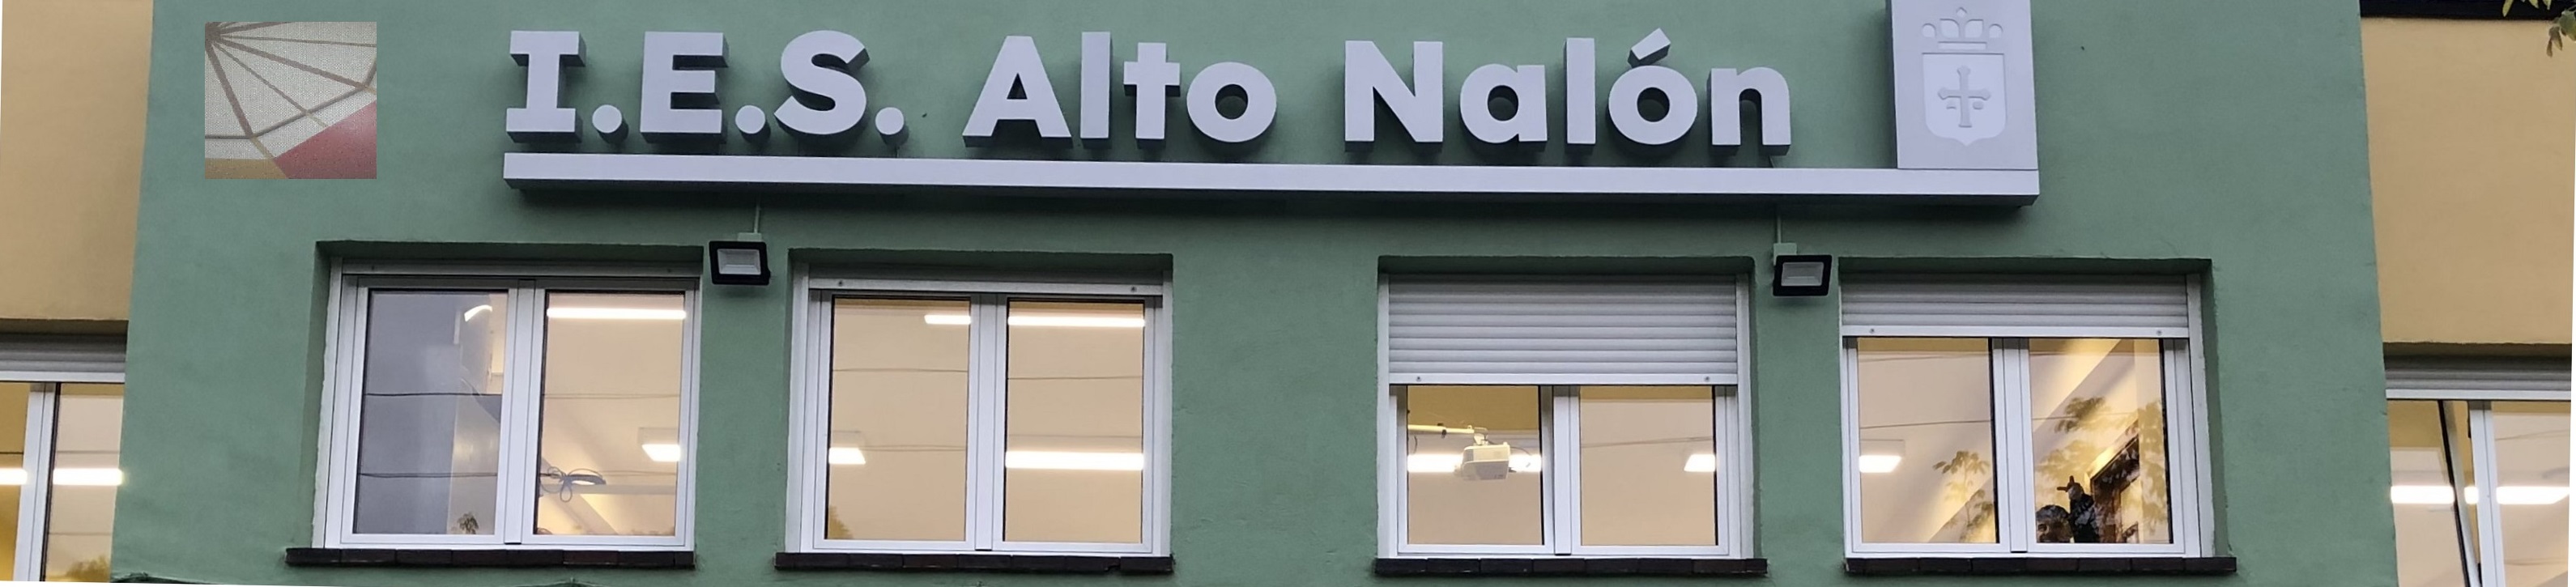 I.E.S. Alto Nalón